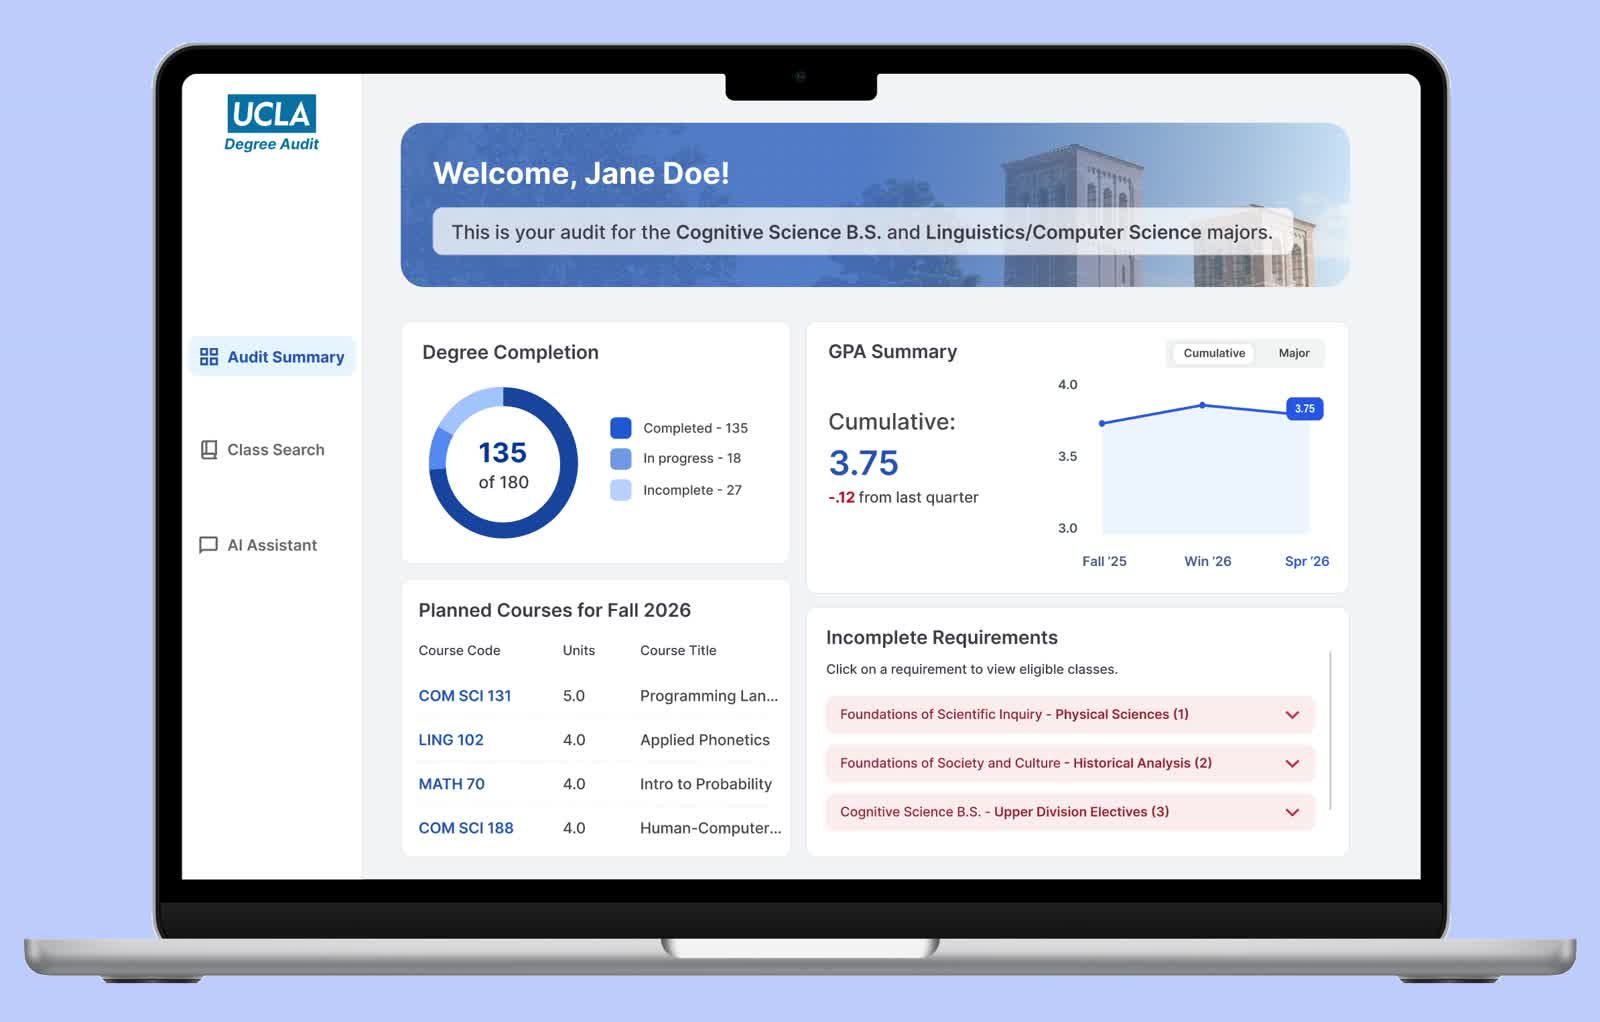 UCLA
Degree Audit
Audit Summary
Class Search
AI Assistant
Welcome, Jane Doe!
This is your audit for the Cognitive Science B.S. and Linguistics/Computer Science majors.
Degree Completion
135
of 180
Completed - 135
In progress - 18
Incomplete - 27
GPA Summary
Cumulative Major
Cumulative:
3.75
-.12 from last quarter
4.0
3.5
3.0
3.75
Fall ’25 Win ’26 Spr ’26
Planned Courses for Fall 2026
Course Code Units Course Title
COM SCI 131 5.0 Programming Lan...
LING 102 4.0 Applied Phonetics
MATH 70 4.0 Intro to Probability
COM SCI 188 4.0 Human-Computer...
Incomplete Requirements
Click on a requirement to view eligible classes.
Foundations of Scientific Inquiry - Physical Sciences (1)
Foundations of Society and Culture - Historical Analysis (2)
Cognitive Science B.S. - Upper Division Electives (3)